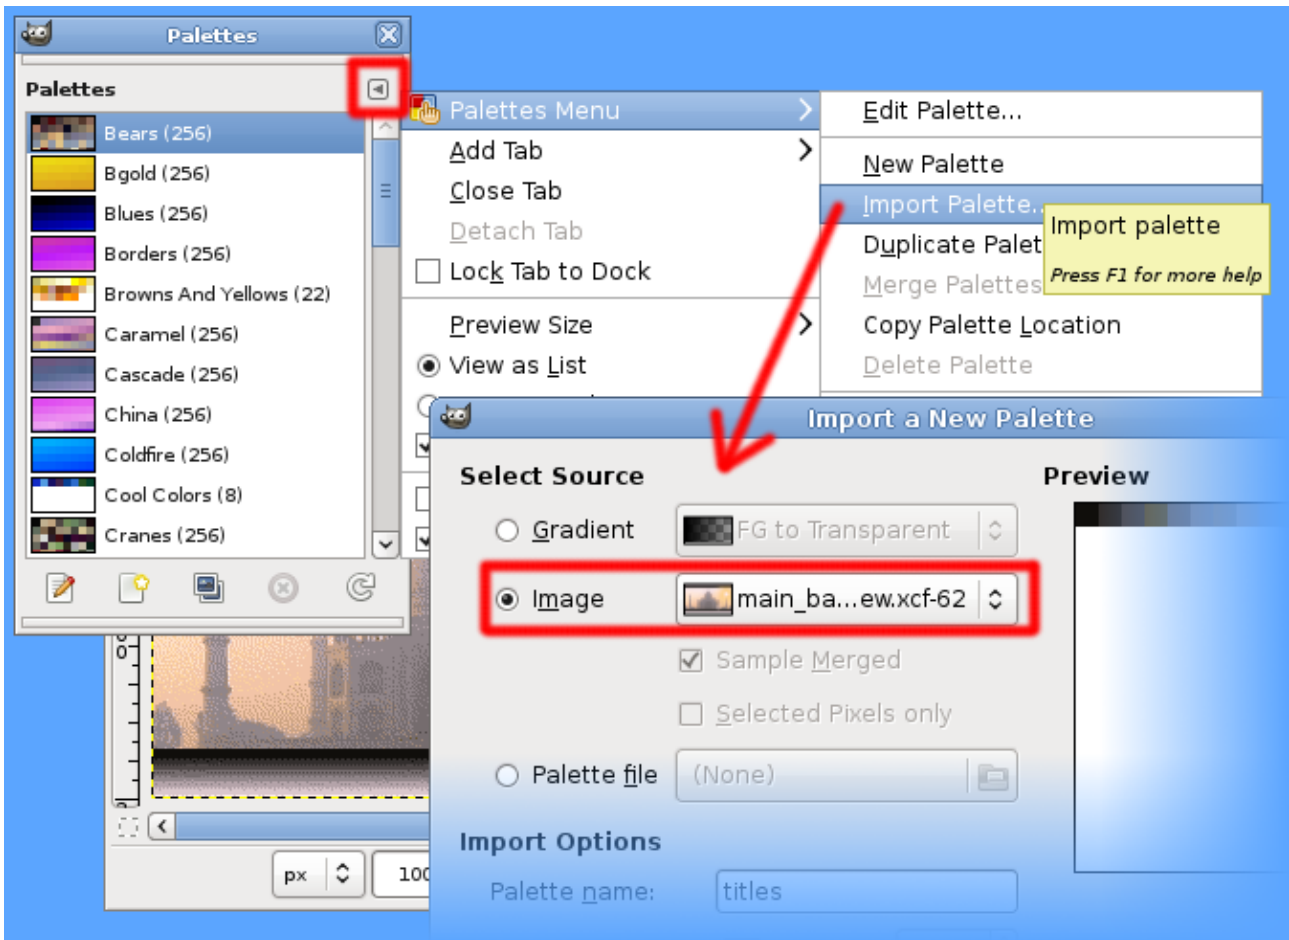 Palettes
Palettes
Bears (256)
Bgold (256)
Blues (256)
Borders (256)
Browns And Yellows (22)
Caramel (256)
Cascade (256)
China (256)
Coldfire (256)
Cool Colors (8)
Cranes (256)
Palettes Menu
Add Tab
Close Tab
Detach Tab
Lock Tab to Dock
Preview Size
View as List
Edit Palette...
New Palette
Import Palette..
Duplicate Palet
Merge Palettes
Copy Palette Location
Delete Palette
Import palette
Press F1 for more help
Import a New Palette
Select Source
Gradient
FG to Transparent
Image
main_ba...ew.xcf-62
Sample Merged
Selected Pixels only
Palette file
(None)
Import Options
Palette name:
titles
Preview
0
px
100